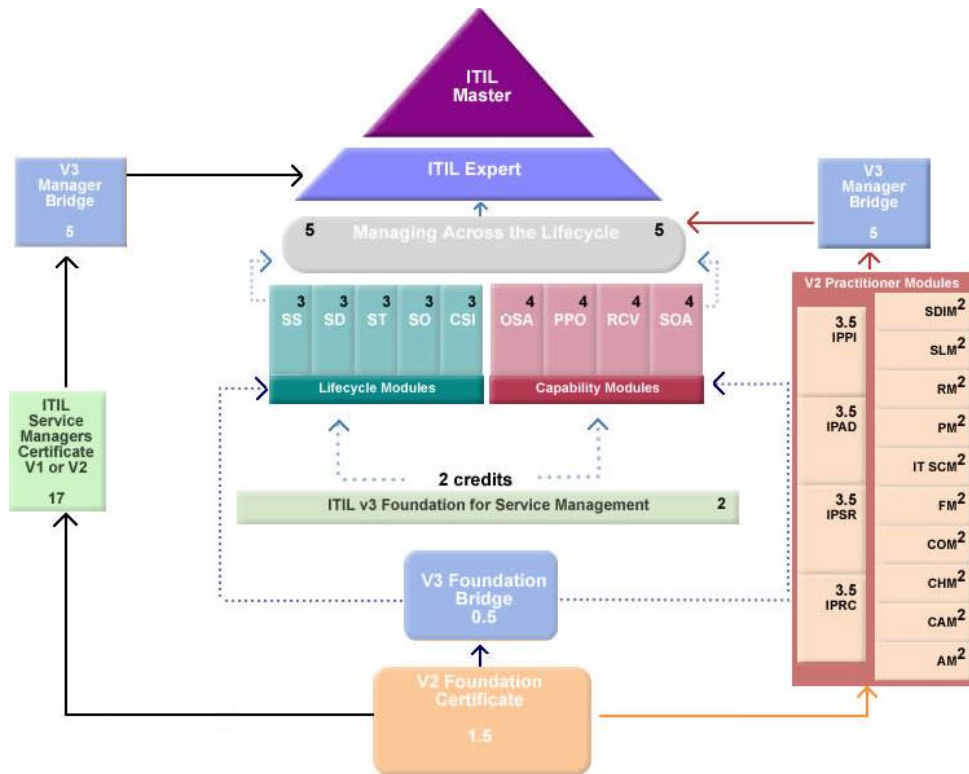 ITIL
Master
ITIL Expert
V3
Manager
Bridge
5
V3
Manager
Bridge
5
5 Managing Across the Lifecycle 5
3 3 3 3 3
SS SD ST SO CSI
Lifecycle Modules
4 4 4 4
OSA PPO RCV SOA
Capability Modules
V2 Practitioner Modules
3.5
IPPI
3.5
IPAD
3.5
IPSR
3.5
IPRC
SDIM2
SLM2
RM2
PM2
IT SCM2
FM2
COM2
CHM2
CAM2
AM2
ITIL
Service
Managers
Certificate
V1 or V2
17
2 credits
ITIL v3 Foundation for Service Management 2
V3 Foundation
Bridge
0.5
V2 Foundation
Certificate
1.5